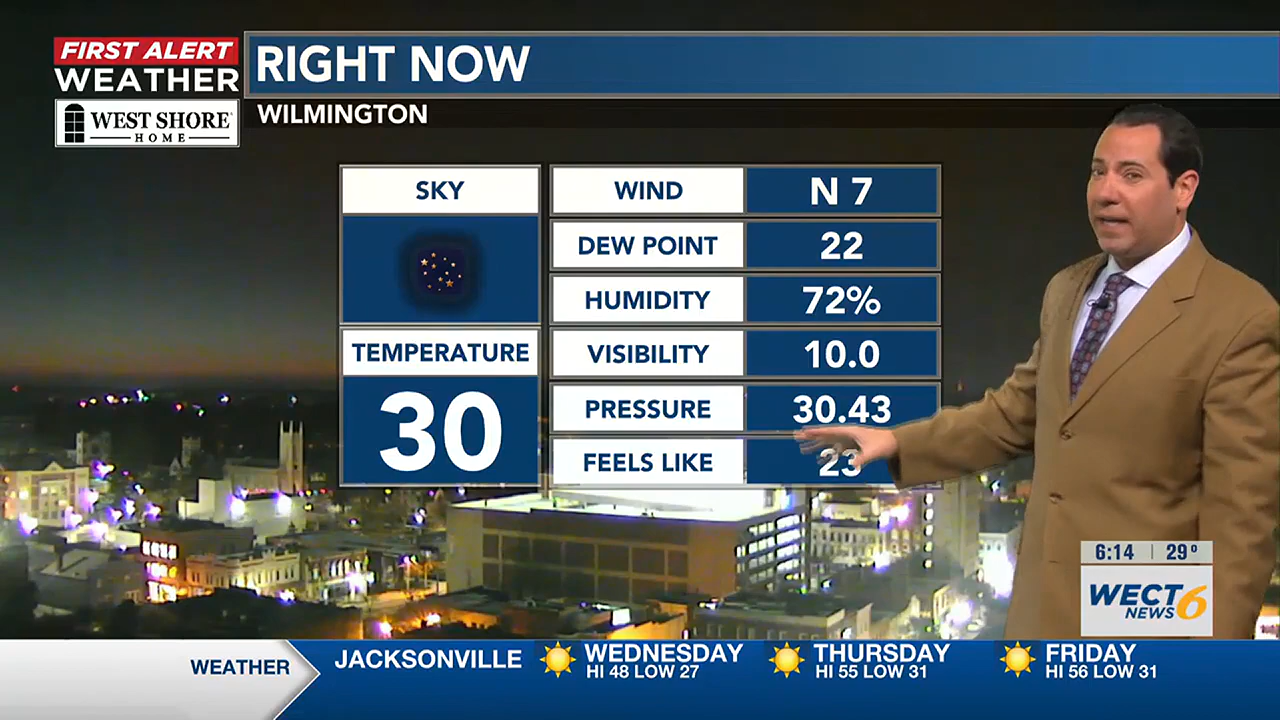 FIRST ALERT
WEATHER
WEST SHORE
HOME
RIGHT NOW
WILMINGTON
SKY
TEMPERATURE
30
WIND N 7
DEW POINT 22
HUMIDITY 72%
VISIBILITY 10.0
PRESSURE 30.43
FEELS LIKE 23
6:14 | 29°
WECT 6
NEWS
WEATHER
JACKSONVILLE
WEDNESDAY
HI 48 LOW 27
THURSDAY
HI 55 LOW 31
FRIDAY
HI 56 LOW 31